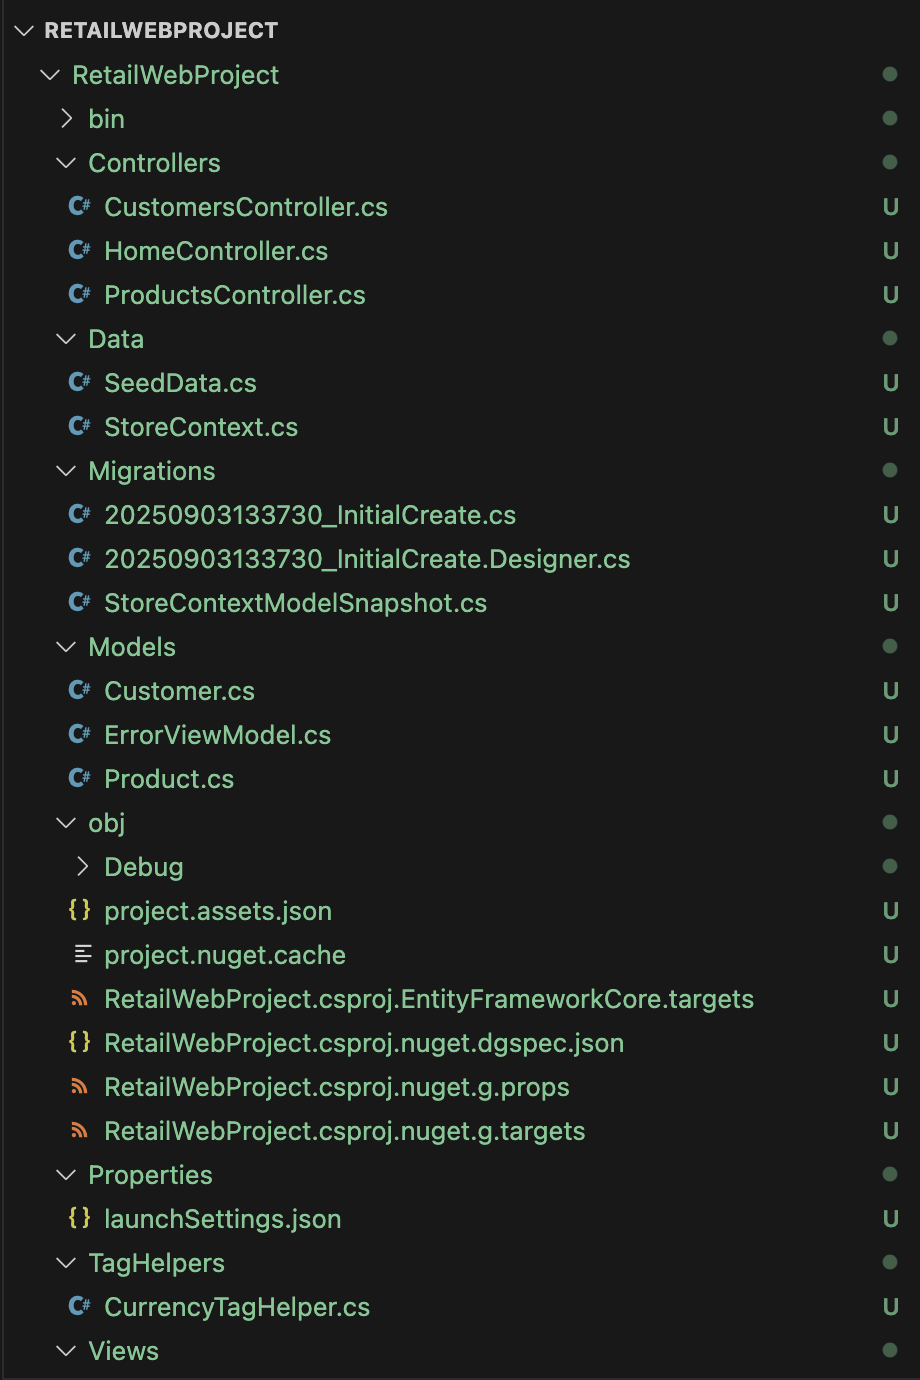 RETAILWEBPROJECT
RetailWebProject
bin
Controllers
C# CustomersController.cs U
C# HomeController.cs U
C# ProductsController.cs U
Data
C# SeedData.cs U
C# StoreContext.cs U
Migrations
C# 20250903133730_InitialCreate.cs U
C# 20250903133730_InitialCreate.Designer.cs U
C# StoreContextModelSnapshot.cs U
Models
C# Customer.cs U
C# ErrorViewModel.cs U
C# Product.cs U
obj
Debug
{} project.assets.json U
project.nuget.cache U
RetailWebProject.csproj.EntityFrameworkCore.targets U
{} RetailWebProject.csproj.nuget.dgspec.json U
RetailWebProject.csproj.nuget.g.props U
RetailWebProject.csproj.nuget.g.targets U
Properties
{} launchSettings.json U
TagHelpers
C# CurrencyTagHelper.cs U
Views